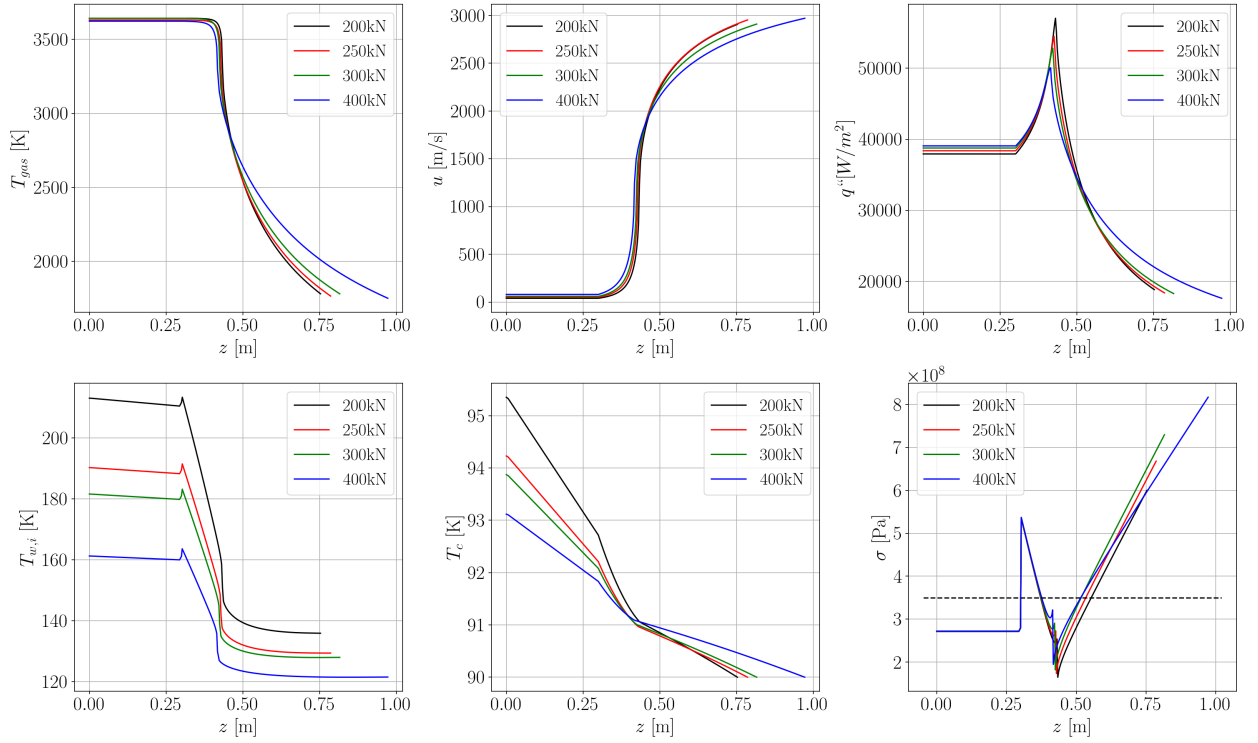 200kN
250kN
300kN
400kN
3500
3000
2500
2000
0.00 0.25 0.50 0.75 1.00
z [m]
T_gas [K]
200kN
250kN
300kN
400kN
3000
2500
2000
1500
1000
500
0
0.00 0.25 0.50 0.75 1.00
z [m]
u [m/s]
200kN
250kN
300kN
400kN
50000
40000
30000
20000
0.00 0.25 0.50 0.75 1.00
z [m]
q“[W/m²]
200kN
250kN
300kN
400kN
200
180
160
140
120
0.00 0.25 0.50 0.75 1.00
z [m]
T_w,i [K]
200kN
250kN
300kN
400kN
95
94
93
92
91
90
0.00 0.25 0.50 0.75 1.00
z [m]
T_c [K]
×10⁸
200kN
250kN
300kN
400kN
8
7
6
5
4
3
2
0.00 0.25 0.50 0.75 1.00
z [m]
σ [Pa]